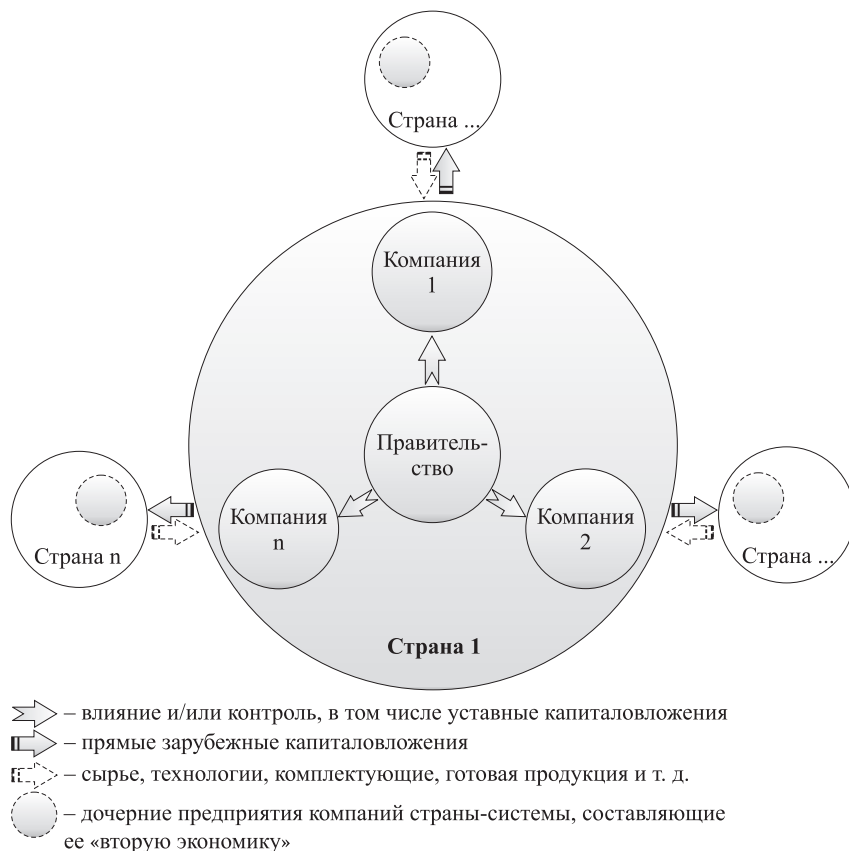 Страна ...
Компания
1
Правитель-
ство
Компания
n
Компания
2
Страна n
Страна ...
Страна 1
– влияние и/или контроль, в том числе уставные капиталовложения
– прямые зарубежные капиталовложения
– сырье, технологии, комплектующие, готовая продукция и т. д.
– дочерние предприятия компаний страны-системы, составляющие
ее «вторую экономику»